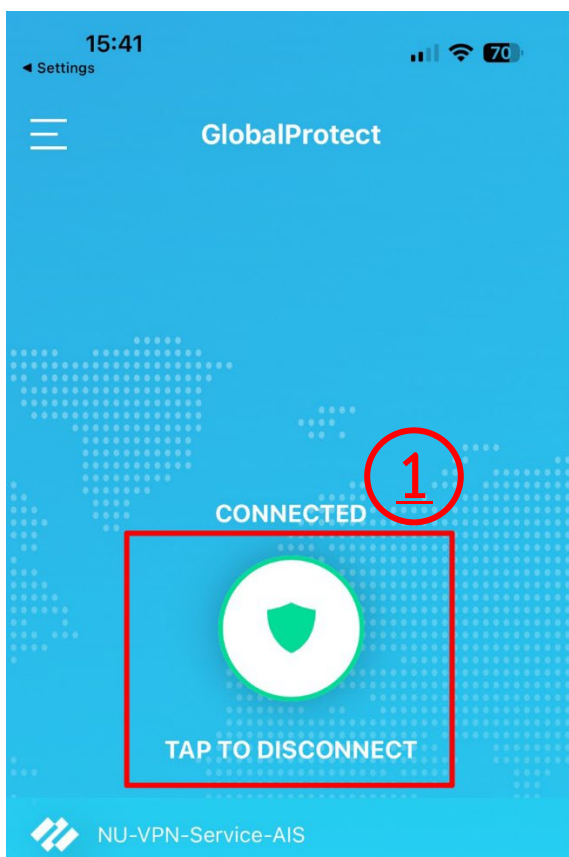 15:41
◀ Settings
70
GlobalProtect
1
CONNECTED
TAP TO DISCONNECT
NU-VPN-Service-AIS